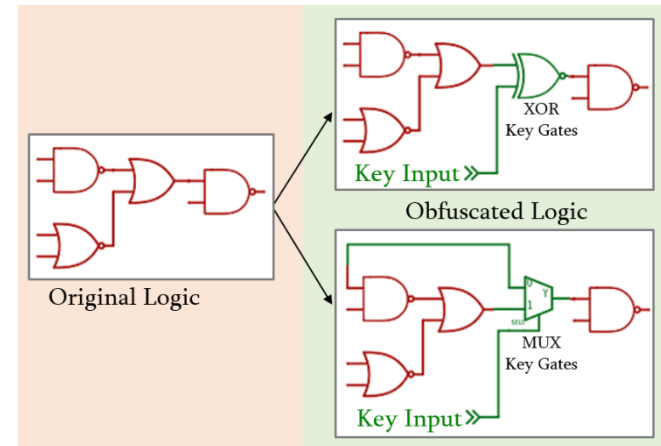 XOR
Key Gates
Key Input
Obfuscated Logic
Original Logic
0
Y
1
MUX
Key Gates
Key Input